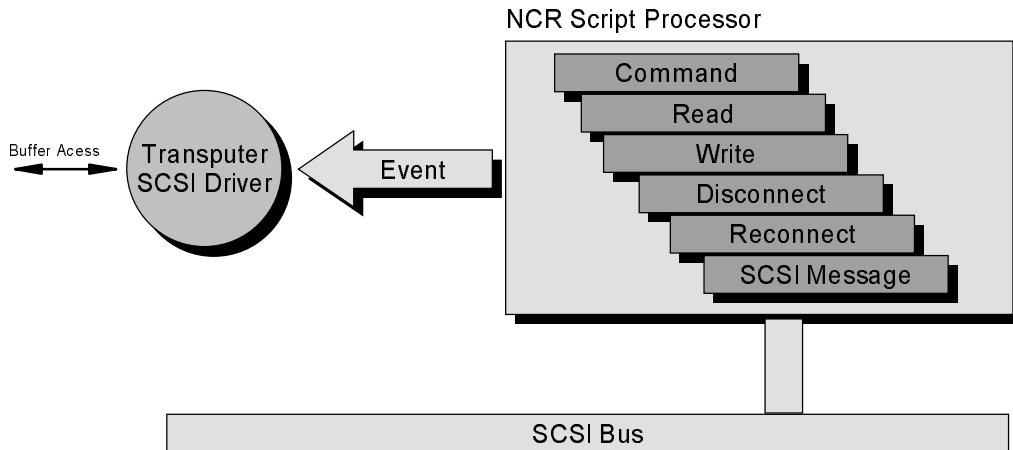 NCR Script Processor
Command
Read
Write
Disconnect
Reconnect
SCSI Message
Buffer Acess
Transputer
SCSI Driver
Event
SCSI Bus